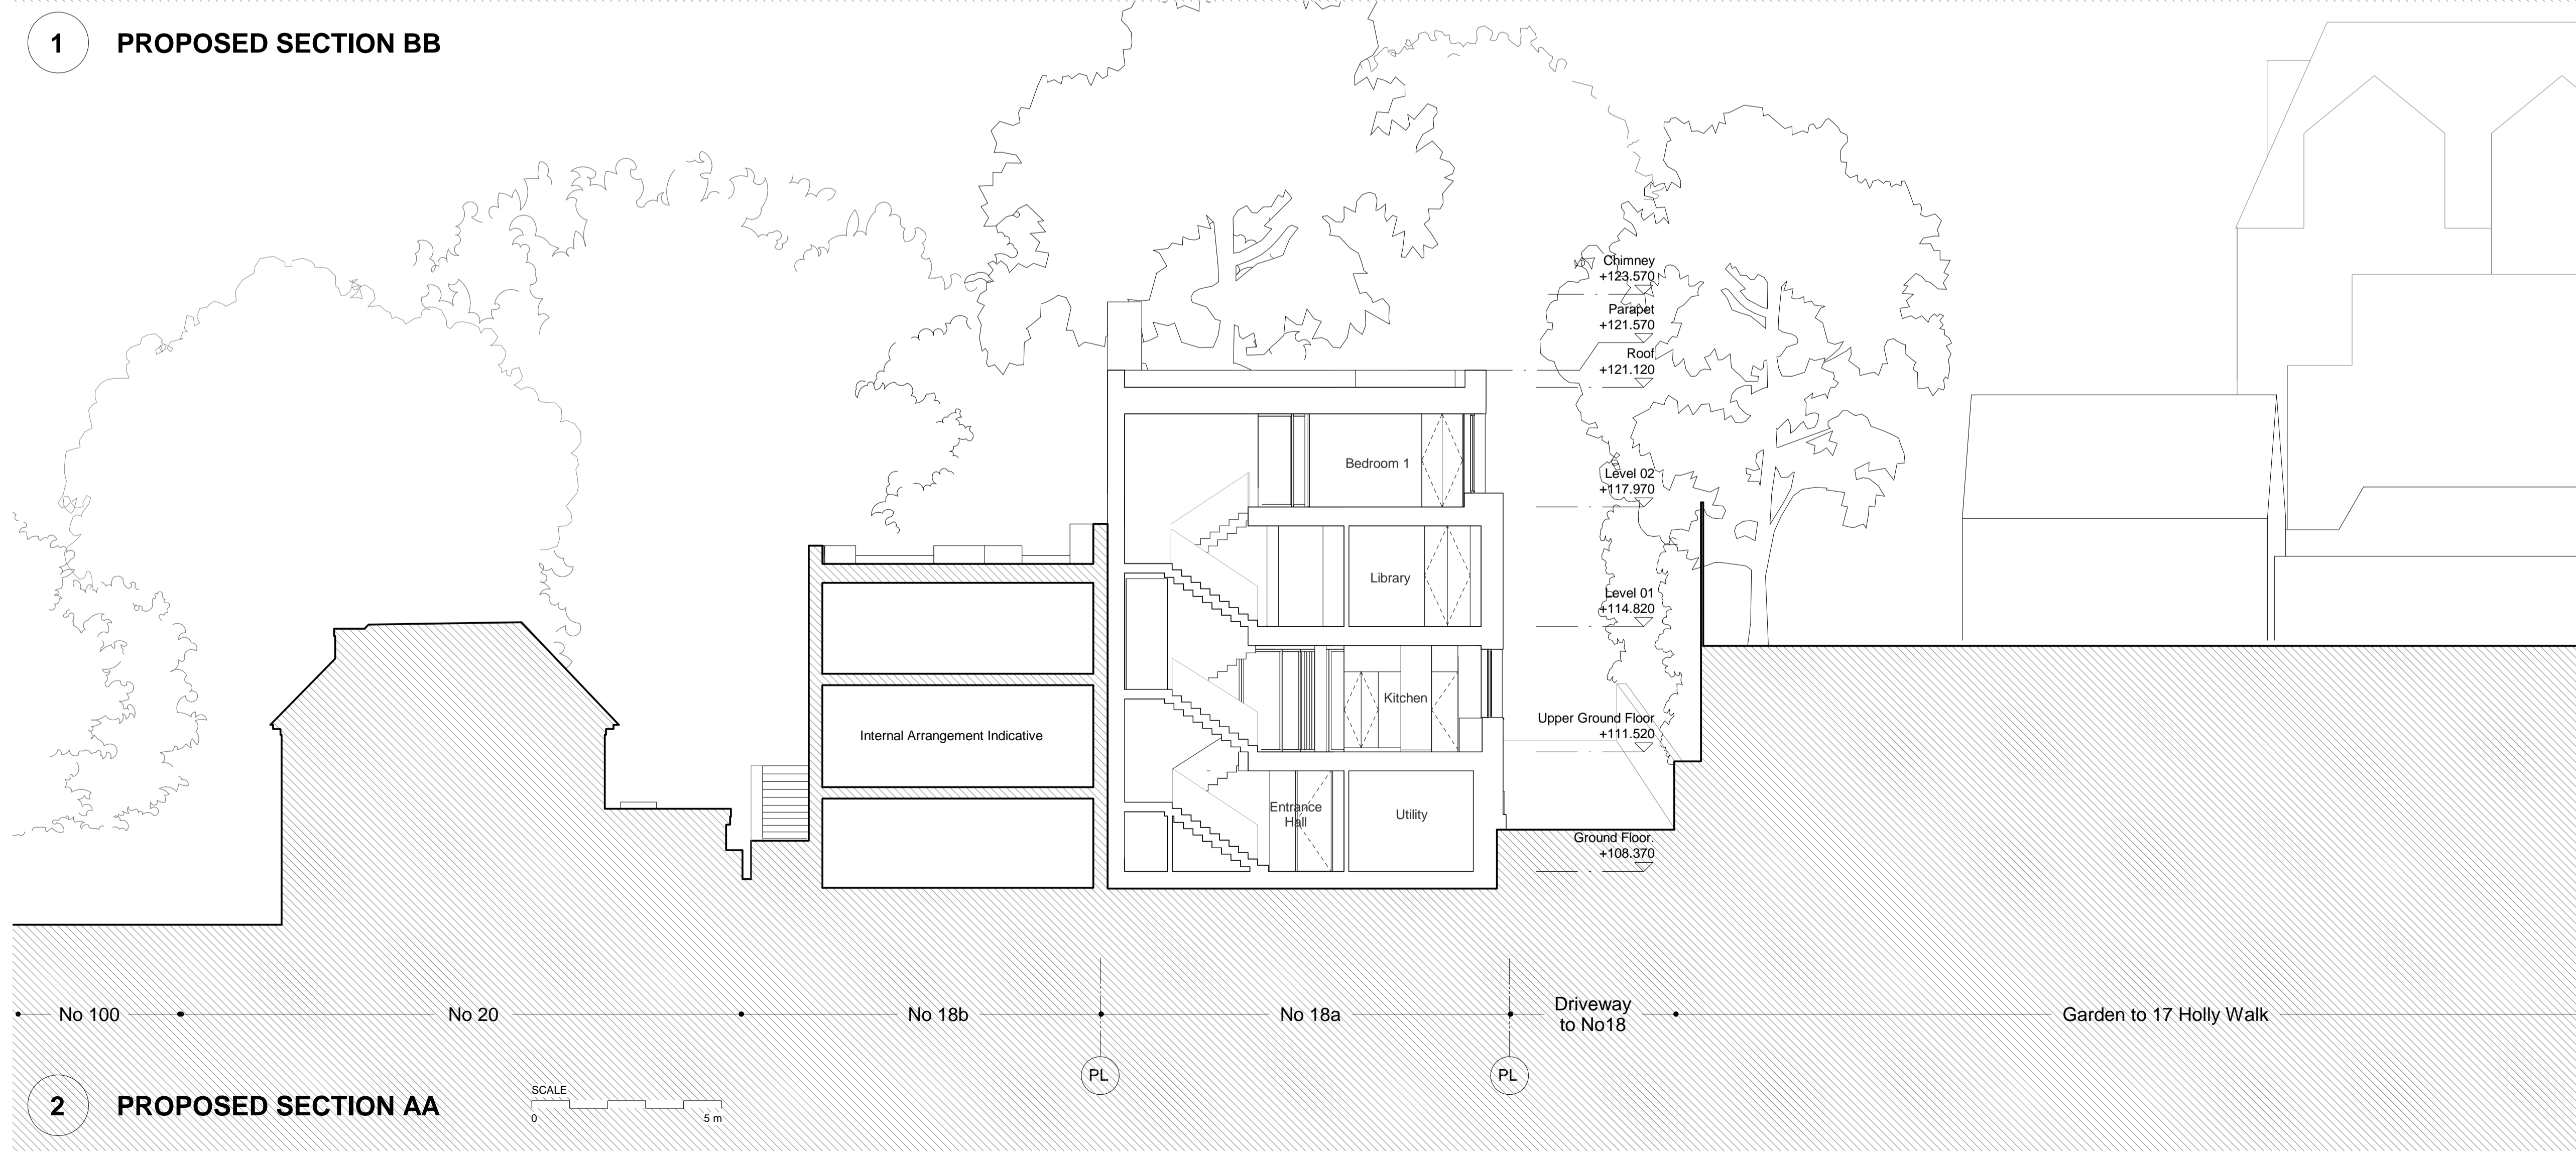 1
PROPOSED SECTION BB
Chimney
+123.570
Parapet
+121.570
Roof
+121.120
Bedroom 1
Level 02
+117.970
Library
Level 01
+114.820
Kitchen
Upper Ground Floor
+111.520
Internal Arrangement Indicative
Entrance
Hall
Utility
Ground Floor.
+108.370
No 100
No 20
No 18b
No 18a
Driveway
to No18
Garden to 17 Holly Walk
PL
PL
2
PROPOSED SECTION AA
SCALE
0
5 m